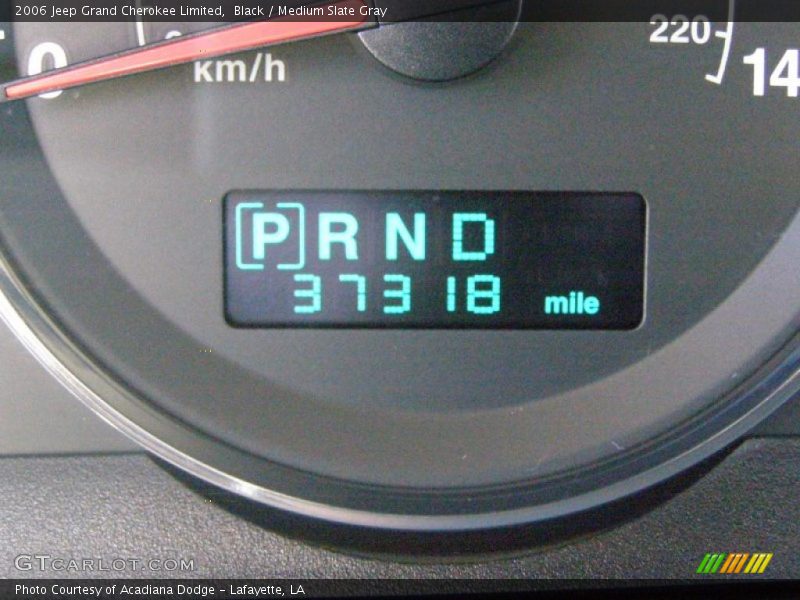 2006 Jeep Grand Cherokee Limited, Black / Medium Slate Gray
0
km/h
220
14
P R N D
37318 mile
GTCARLOT.COM
Photo Courtesy of Acadiana Dodge - Lafayette, LA